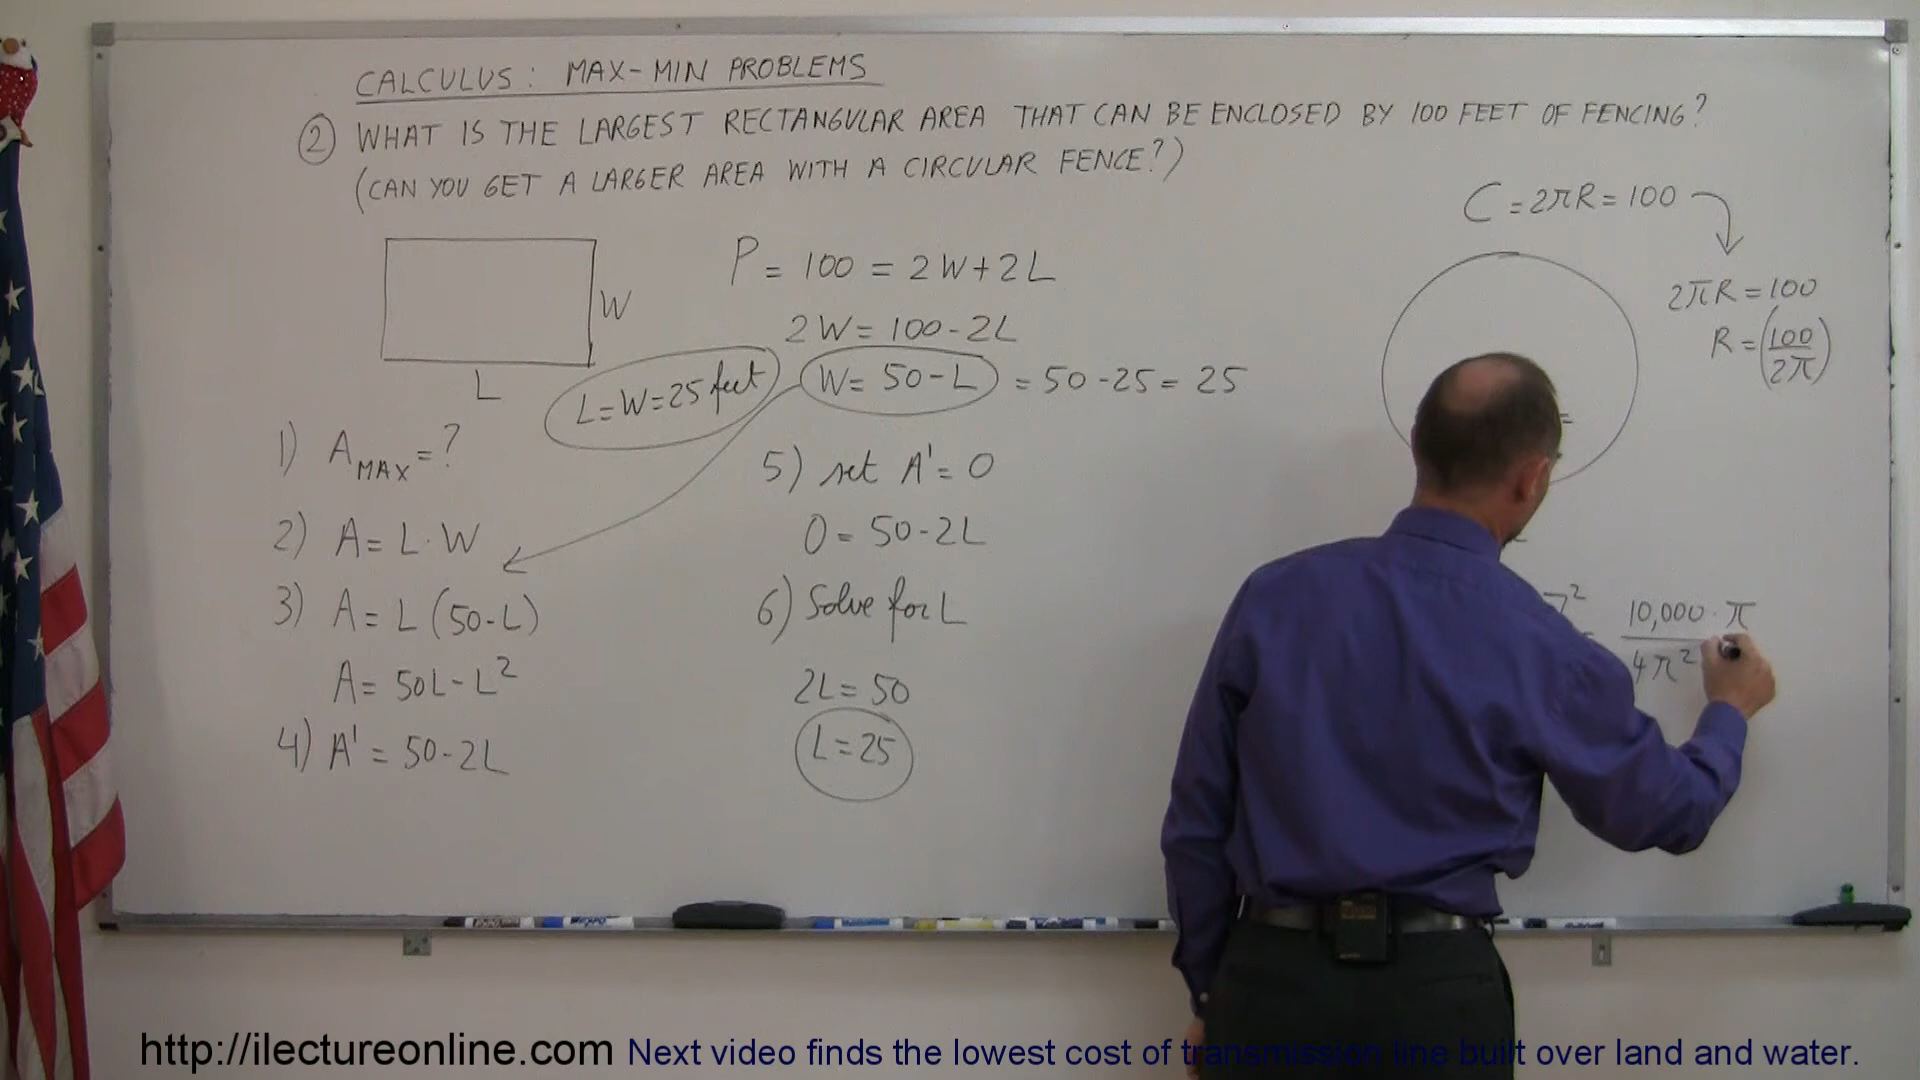 CALCULUS: MAX-MIN PROBLEMS
② WHAT IS THE LARGEST RECTANGULAR AREA THAT CAN BE ENCLOSED BY 100 FEET OF FENCING?
(CAN YOU GET A LARGER AREA WITH A CIRCULAR FENCE?)
W
L
P = 100 = 2W+2L
2W = 100-2L
L=W=25 feet
W= 50-L = 50-25 = 25
1) A MAX = ?
2) A= L·W
3) A= L(50-L)
A= 50L-L²
4) A' = 50-2L
5) set A'= 0
0= 50-2L
6) Solve for L
2L= 50
L=25
C = 2πR = 100
2πR = 100
R = (100/2π)
=
²
10,000·π
4π²
http://ilectureonline.com Next video finds the lowest cost of transmission line built over land and water.